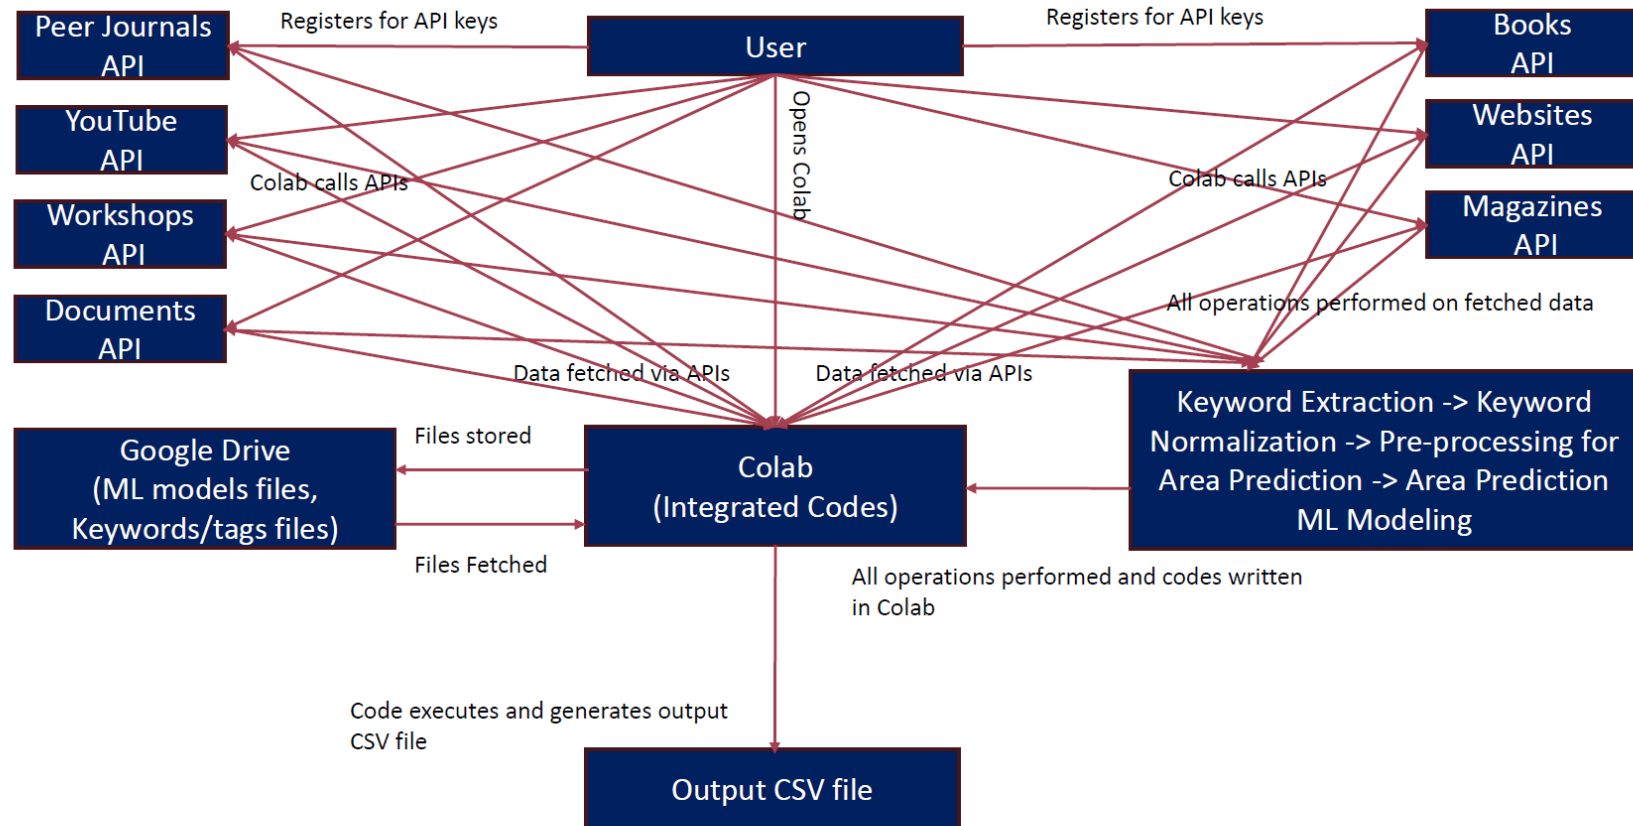 Peer Journals
API
Registers for API keys
User
Registers for API keys
Books
API
YouTube
API
Opens Colab
Websites
API
Colab calls APIs
Colab calls APIs
Workshops
API
Magazines
API
Documents
API
All operations performed on fetched data
Data fetched via APIs
Data fetched via APIs
Google Drive
(ML models files,
Keywords/tags files)
Files stored
Files Fetched
Colab
(Integrated Codes)
Keyword Extraction -> Keyword
Normalization -> Pre-processing for
Area Prediction -> Area Prediction
ML Modeling
All operations performed and codes written
in Colab
Code executes and generates output
CSV file
Output CSV file